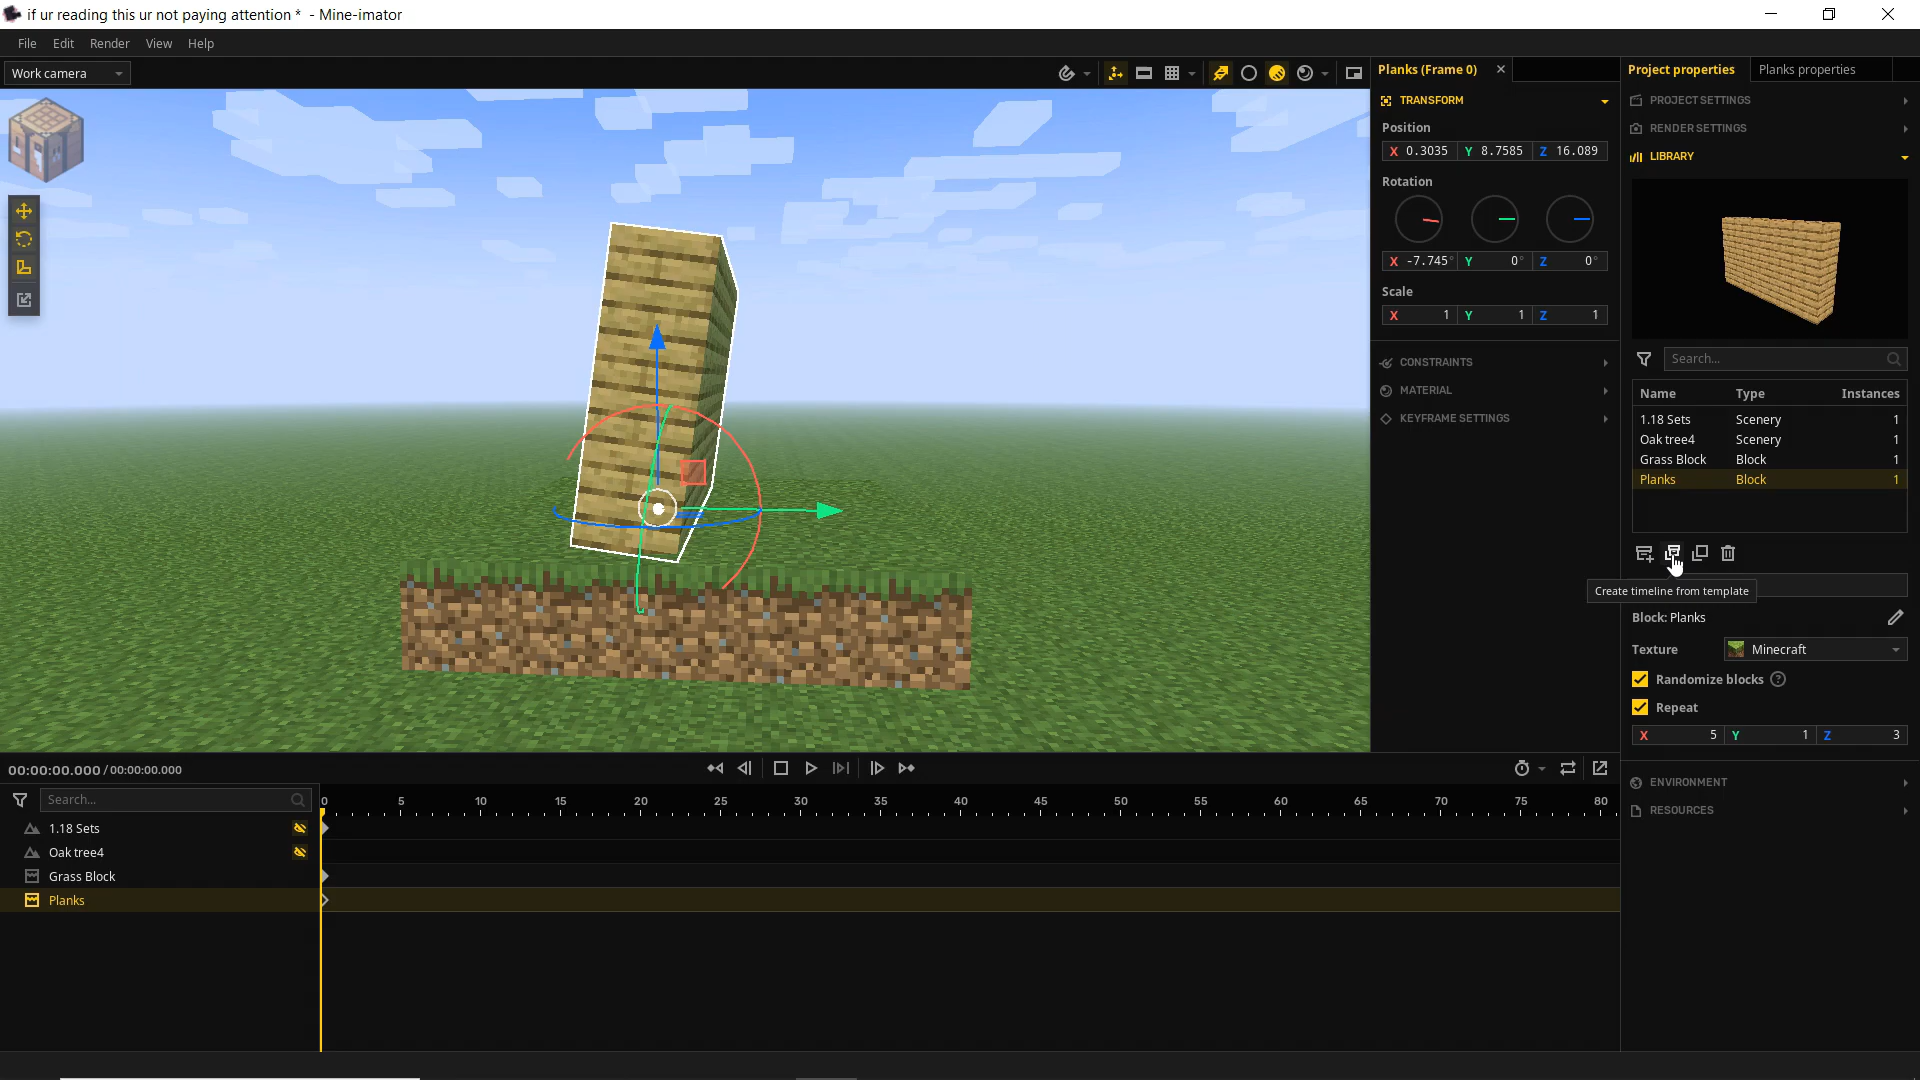 if ur reading this ur not paying attention * - Mine-imator
File Edit Render View Help
Work camera
Planks (Frame 0)
TRANSFORM
Position
X 0.3035 Y 8.7585 Z 16.089
Rotation
X -7.745° Y 0° Z 0°
Scale
X 1 Y 1 Z 1
CONSTRAINTS
MATERIAL
KEYFRAME SETTINGS
Project properties Planks properties
PROJECT SETTINGS
RENDER SETTINGS
LIBRARY
Search...
Name Type Instances
1.18 Sets Scenery 1
Oak tree4 Scenery 1
Grass Block Block 1
Planks Block 1
Create timeline from template
Block: Planks
Texture Minecraft
Randomize blocks ?
Repeat
X 5 Y 1 Z 3
ENVIRONMENT
RESOURCES
00:00:00.000 / 00:00:00.000
Search...
0 5 10 15 20 25 30 35 40 45 50 55 60 65 70 75 80
1.18 Sets
Oak tree4
Grass Block
Planks